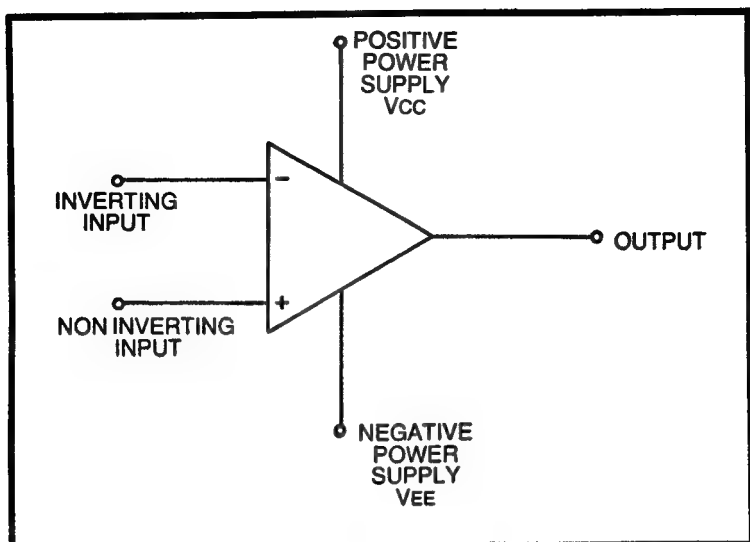 POSITIVE
POWER
SUPPLY
VCC
−
INVERTING
INPUT
OUTPUT
+
NON INVERTING
INPUT
NEGATIVE
POWER
SUPPLY
VEE